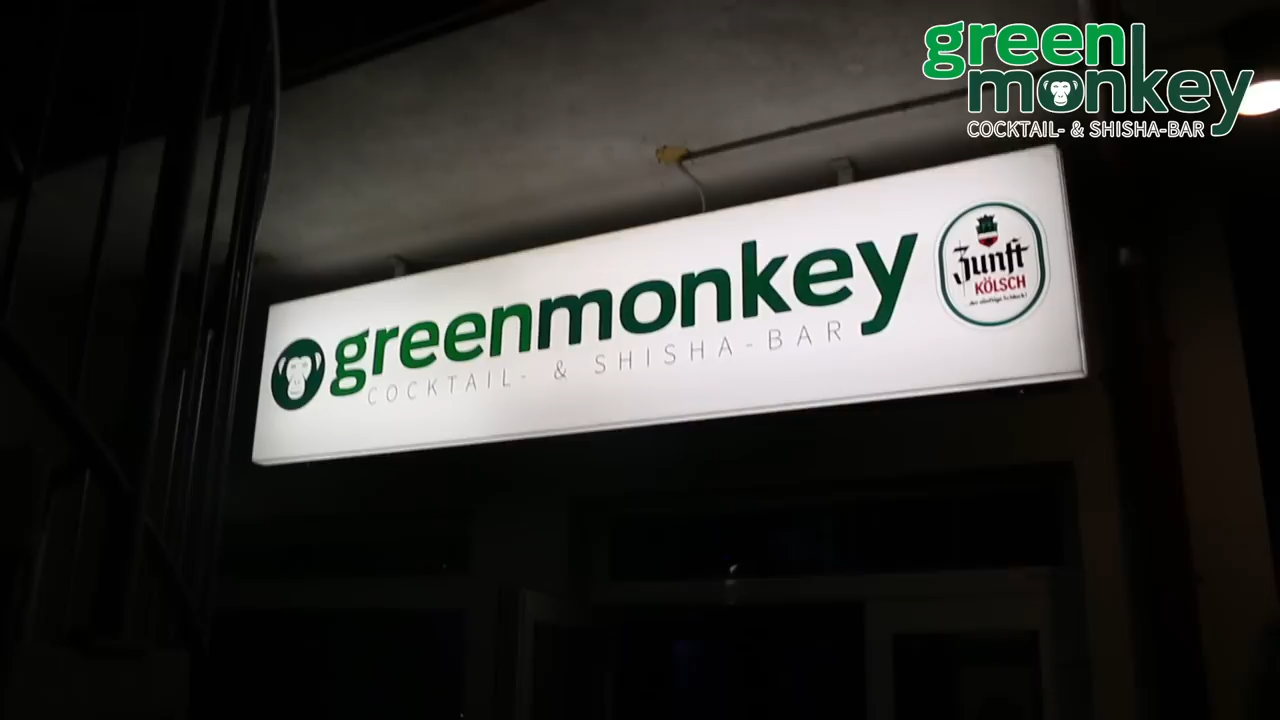 green
monkey
COCKTAIL- & SHISHA-BAR
greenmonkey
COCKTAIL- & SHISHA-BAR
Zunft
KÖLSCH